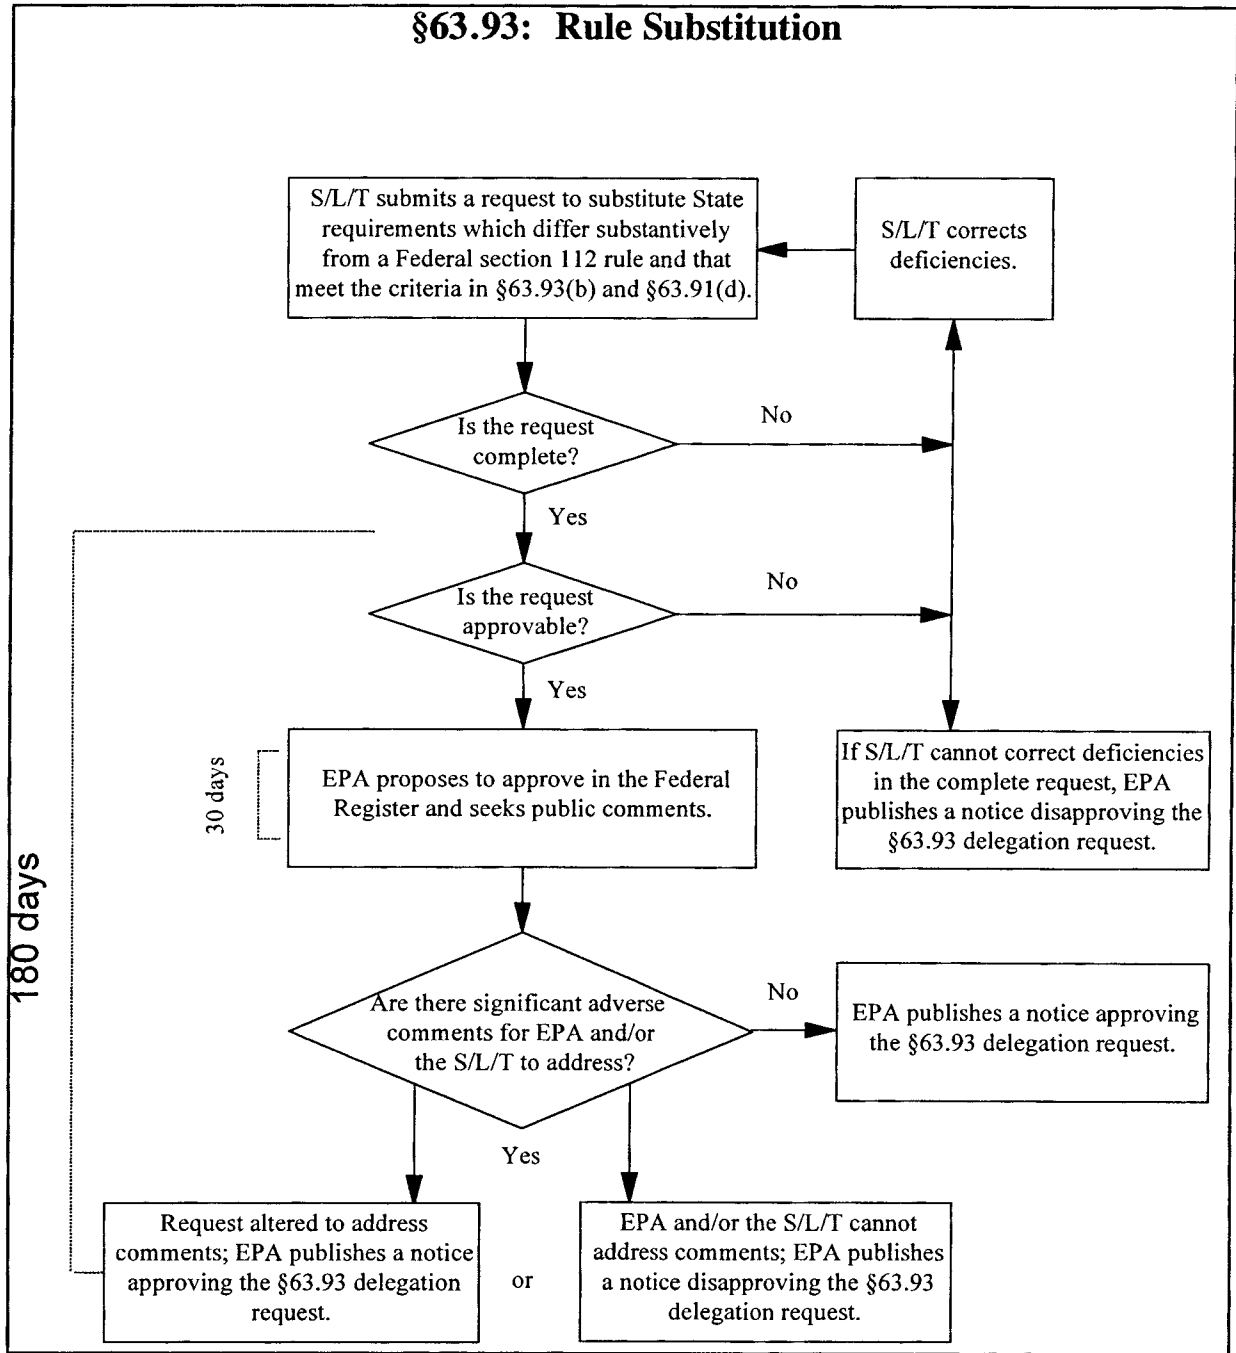 §63.93: Rule Substitution
S/L/T submits a request to substitute State
requirements which differ substantively
from a Federal section 112 rule and that
meet the criteria in §63.93(b) and §63.91(d).
S/L/T corrects
deficiencies.
Is the request
complete?
No
Yes
Is the request
approvable?
No
Yes
30 days
EPA proposes to approve in the Federal
Register and seeks public comments.
If S/L/T cannot correct deficiencies
in the complete request, EPA
publishes a notice disapproving the
§63.93 delegation request.
180 days
Are there significant adverse
comments for EPA and/or
the S/L/T to address?
No
EPA publishes a notice approving
the §63.93 delegation request.
Yes
Request altered to address
comments; EPA publishes a notice
approving the §63.93 delegation
request.
or
EPA and/or the S/L/T cannot
address comments; EPA publishes
a notice disapproving the §63.93
delegation request.